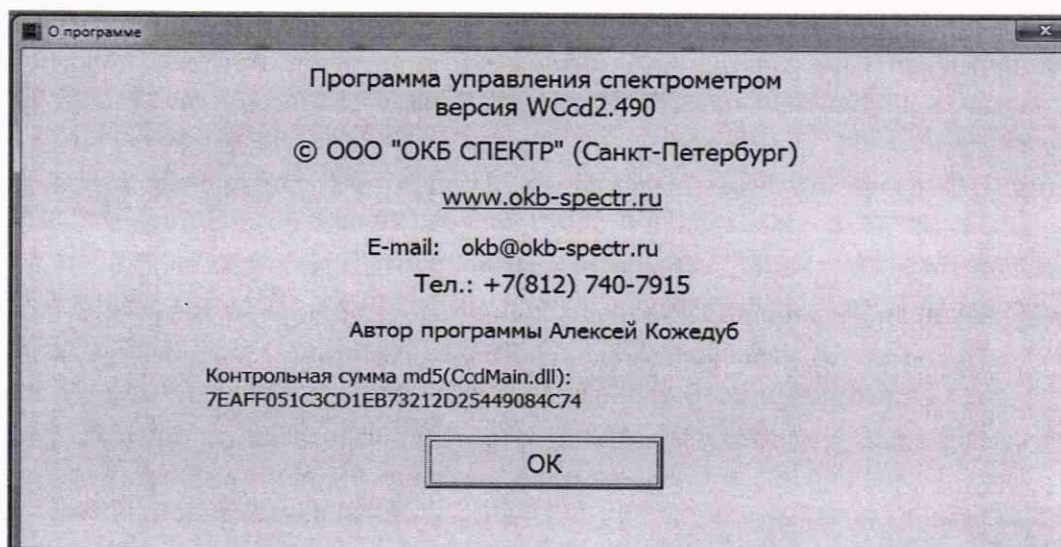 О программе
Программа управления спектрометром
версия WCcd2.490
© ООО "ОКБ СПЕКТР" (Санкт-Петербург)
www.okb-spectr.ru
E-mail: okb@okb-spectr.ru
Тел.: +7(812) 740-7915
Автор программы Алексей Кожедуб
Контрольная сумма md5(CcdMain.dll):
7EAFF051C3CD1EB73212D25449084C74
OK